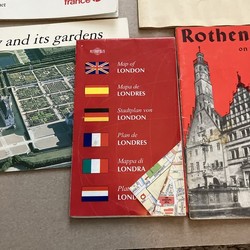 france
y and its gardens
Map of
LONDON
Mapa de
LONDRES
Stadtplan von
LONDON
Plan de
LONDRES
Mappa di
LONDRA
Rothen
on